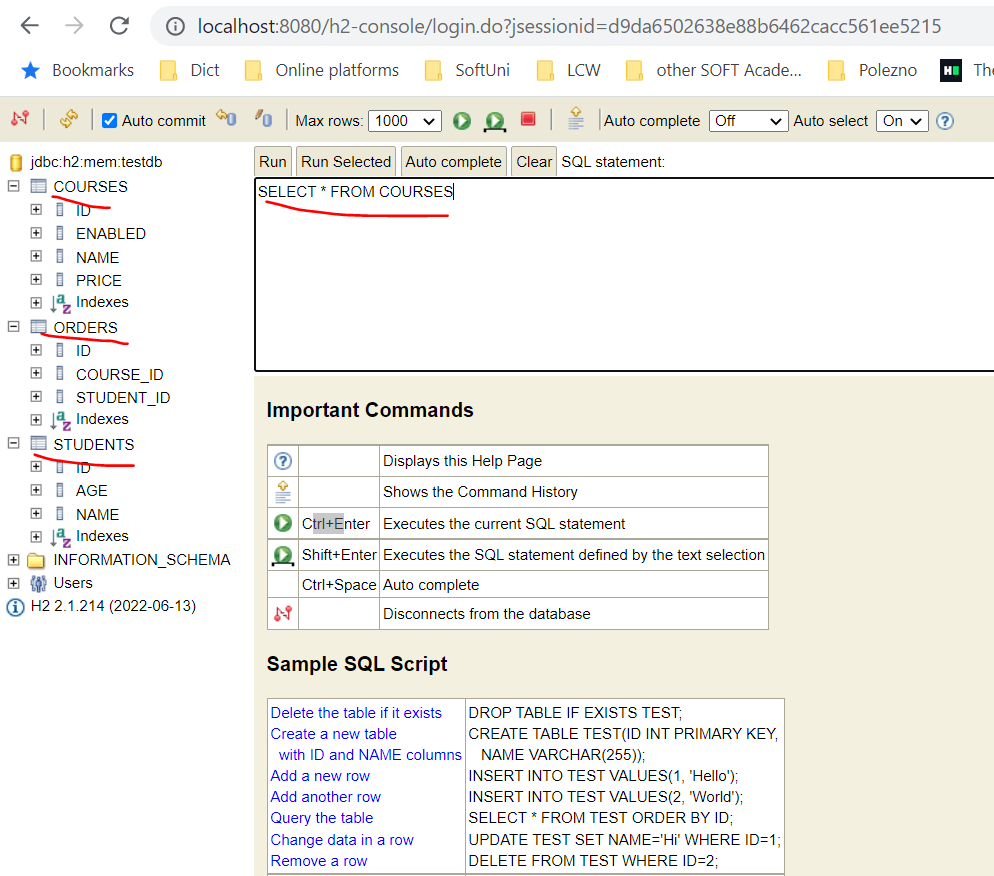 localhost:8080/h2-console/login.do?jsessionid=d9da6502638e88b6462cacc561ee5215
Bookmarks Dict Online platforms SoftUni LCW other SOFT Acade... Polezno The
Auto commit Max rows: 1000 Auto complete Off Auto select On
jdbc:h2:mem:testdb
COURSES
ID
ENABLED
NAME
PRICE
Indexes
ORDERS
ID
COURSE_ID
STUDENT_ID
Indexes
STUDENTS
ID
AGE
NAME
Indexes
INFORMATION_SCHEMA
Users
H2 2.1.214 (2022-06-13)
Run Run Selected Auto complete Clear SQL statement:
SELECT * FROM COURSES
Important Commands
Displays this Help Page
Shows the Command History
Ctrl+Enter Executes the current SQL statement
Shift+Enter Executes the SQL statement defined by the text selection
Ctrl+Space Auto complete
Disconnects from the database
Sample SQL Script
Delete the table if it exists DROP TABLE IF EXISTS TEST;
Create a new table CREATE TABLE TEST(ID INT PRIMARY KEY,
with ID and NAME columns NAME VARCHAR(255));
Add a new row INSERT INTO TEST VALUES(1, 'Hello');
Add another row INSERT INTO TEST VALUES(2, 'World');
Query the table SELECT * FROM TEST ORDER BY ID;
Change data in a row UPDATE TEST SET NAME='Hi' WHERE ID=1;
Remove a row DELETE FROM TEST WHERE ID=2;